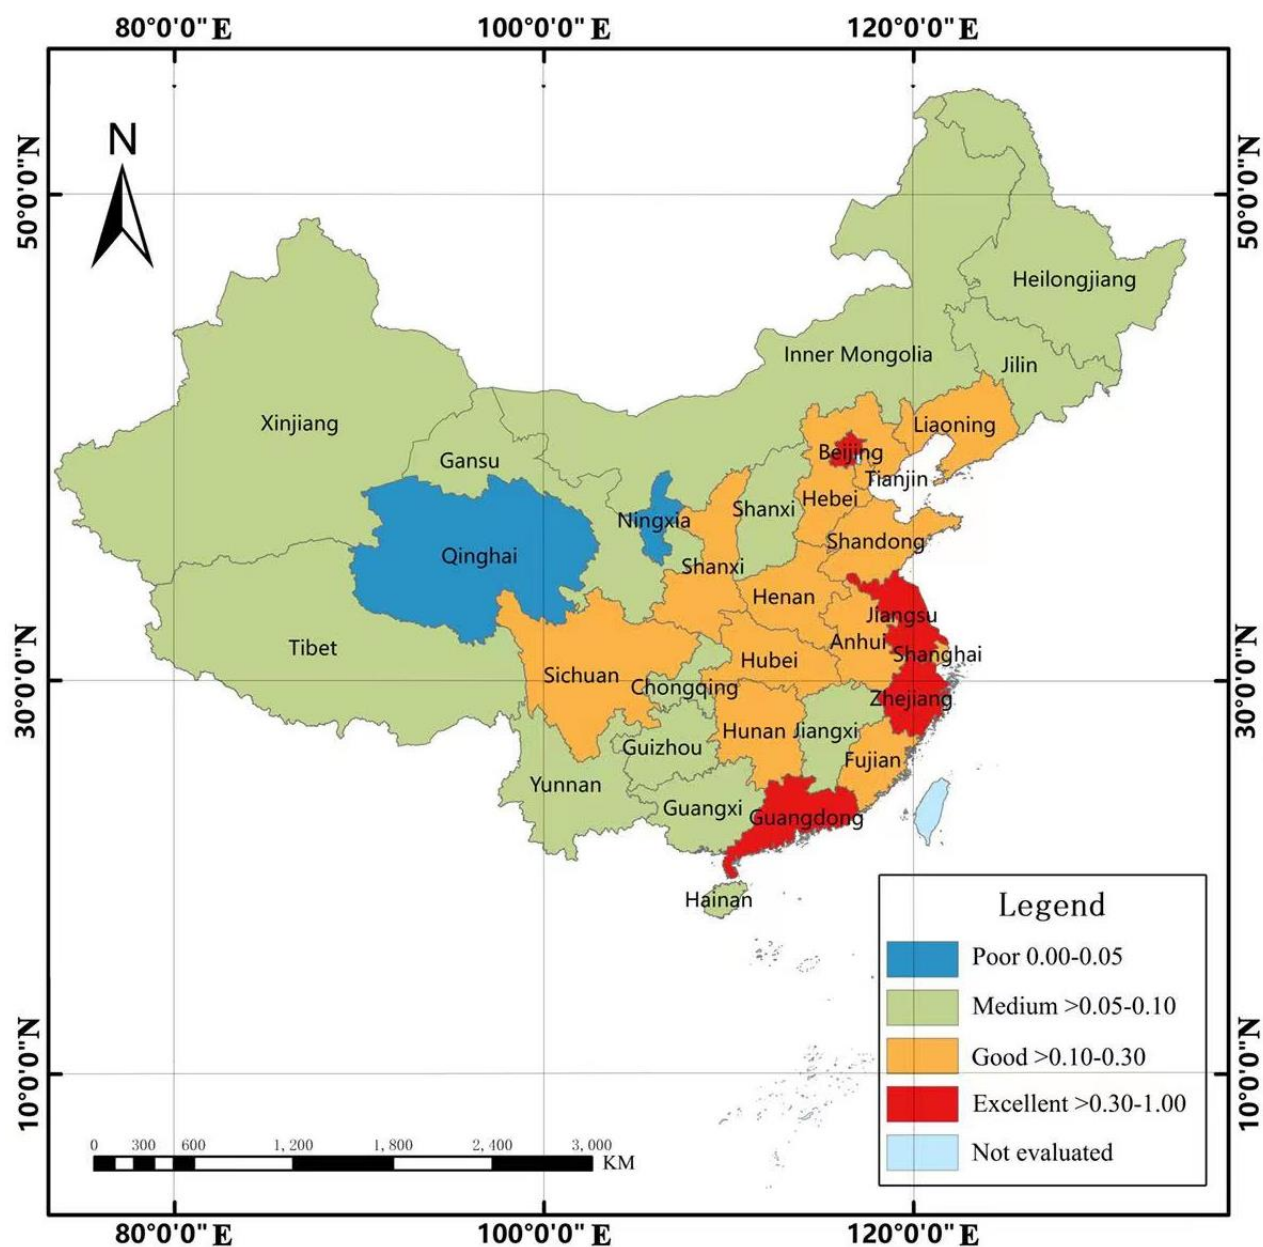 80°0'0"E 100°0'0"E 120°0'0"E
N
50°0'0"N
50°0'0"N
Heilongjiang
Inner Mongolia
Jilin
Xinjiang
Liaoning
Beijing
Gansu
Tianjin
Hebei
Shanxi
Ningxia
Shandong
Qinghai
Shanxi
Henan
Jiangsu
Anhui
Tibet
Shanghai
Hubei
Sichuan
Chongqing
Zhejiang
30°0'0"N
30°0'0"N
Hunan
Jiangxi
Guizhou
Fujian
Yunnan
Guangxi
Guangdong
Hainan
Legend
Poor 0.00-0.05
Medium >0.05-0.10
Good >0.10-0.30
Excellent >0.30-1.00
Not evaluated
10°0'0"N
10°0'0"N
0 300 600 1,200 1,800 2,400 3,000
KM
80°0'0"E 100°0'0"E 120°0'0"E